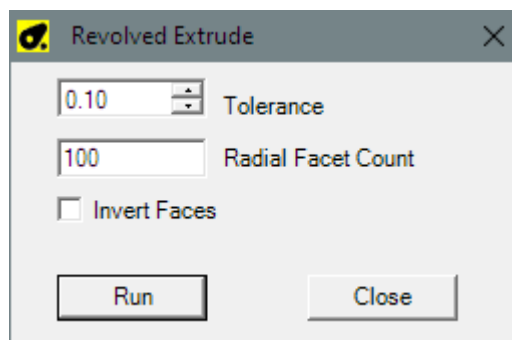 Revolved Extrude
0.10 Tolerance
100 Radial Facet Count
Invert Faces
Run Close